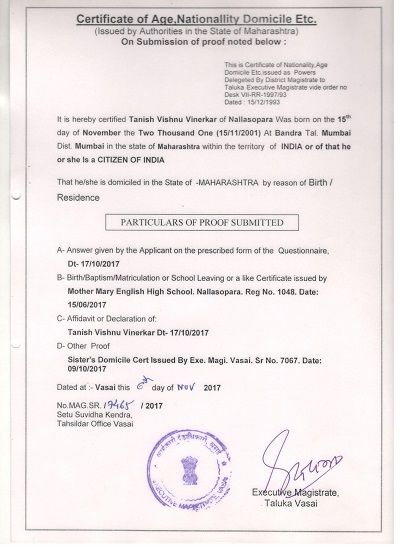 Certificate of Age,Nationallity Domicile Etc.
(Issued by Authorities in the State of Maharashtra)
On Submission of proof noted below :
This is Certificate of Nationality,Age
Domicile Etc,issued as Powers
Delegated By District Magistrate to
Taluka Executive Magistrate vide order no
Desk VII-RR-1997/93
Dated : 15/12/1993
It is hereby certified Tanish Vishnu Vinerkar of Nallasopara Was born on the 15th
day of November the Two Thousand One (15/11/2001) At Bandra Tal. Mumbai
Dist. Mumbai in the state of Maharashtra within the territory of INDIA or of that he
or she Is a CITIZEN OF INDIA
That he/she is domiciled in the State of -MAHARASHTRA by reason of Birth /
Residence
PARTICULARS OF PROOF SUBMITTED
A- Answer given by the Applicant on the prescribed form of the Questionnaire,
Dt- 17/10/2017
B- Birth/Baptism/Matriculation or School Leaving or a like Certificate issued by
Mother Mary English High School. Nallasopara. Reg No. 1048. Date:
15/06/2017
C- Affidavit or Declaration of:
Tanish Vishnu Vinerkar Dt- 17/10/2017
D- Other Proof
Sister's Domicile Cert Issued By Exe. Magi. Vasai. Sr No. 7067. Date:
09/10/2017
Dated at :- Vasai this 6th day of NOV 2017
No.MAG.SR. / 7465 / 2017
Setu Suvidha Kendra,
Tahsildar Office Vasai
EXECUTIVE MAGISTRATE, VASAI
Executive Magistrate,
Taluka Vasai